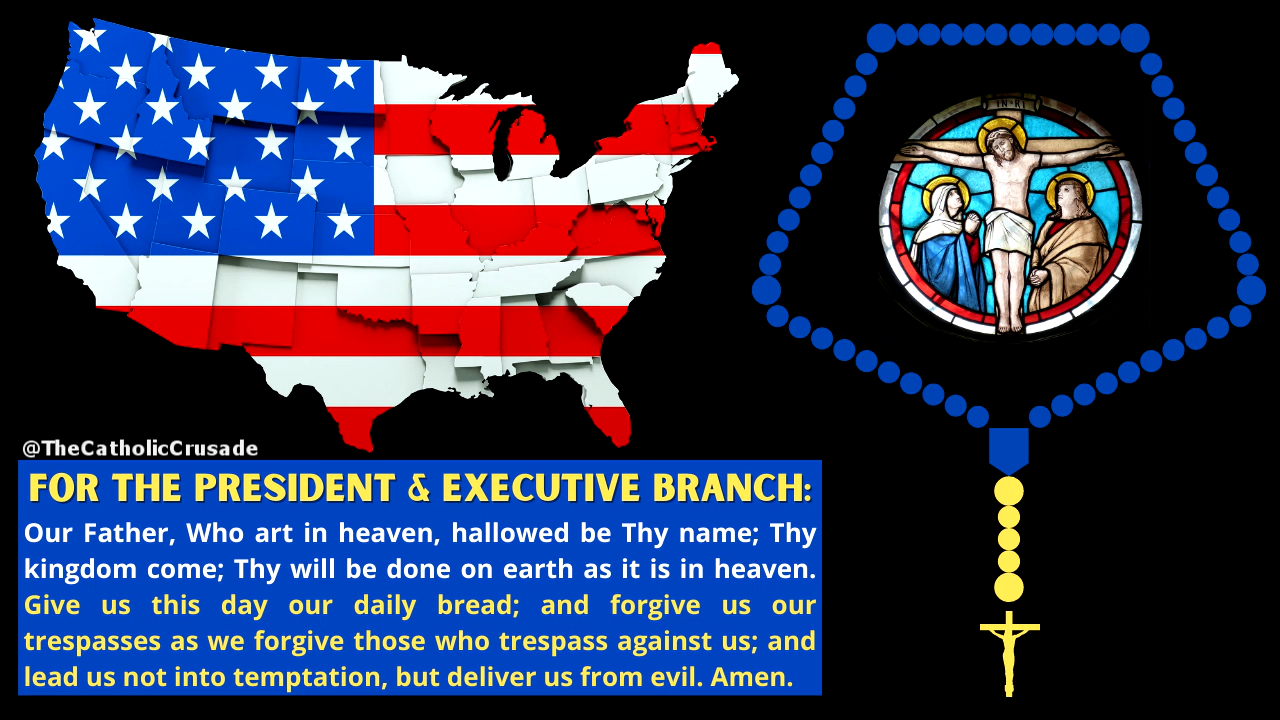 IN·RI
@TheCatholicCrusade
FOR THE PRESIDENT & EXECUTIVE BRANCH:
Our Father, Who art in heaven, hallowed be Thy name; Thy
kingdom come; Thy will be done on earth as it is in heaven.
Give us this day our daily bread; and forgive us our
trespasses as we forgive those who trespass against us; and
lead us not into temptation, but deliver us from evil. Amen.